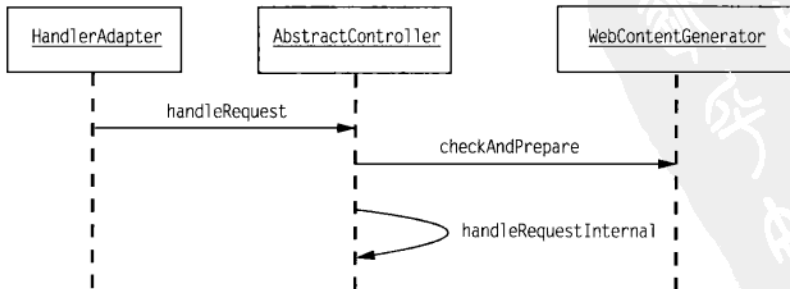 HandlerAdapter
AbstractController
WebContentGenerator
handleRequest
checkAndPrepare
handleRequestInternal